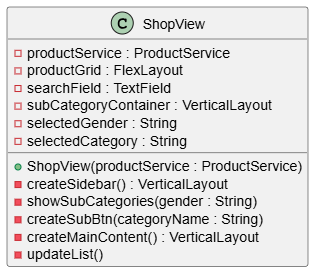 C ShopView
productService : ProductService
productGrid : FlexLayout
searchField : TextField
subCategoryContainer : VerticalLayout
selectedGender : String
selectedCategory : String
ShopView(productService : ProductService)
createSidebar() : VerticalLayout
showSubCategories(gender : String)
createSubBtn(categoryName : String)
createMainContent() : VerticalLayout
updateList()